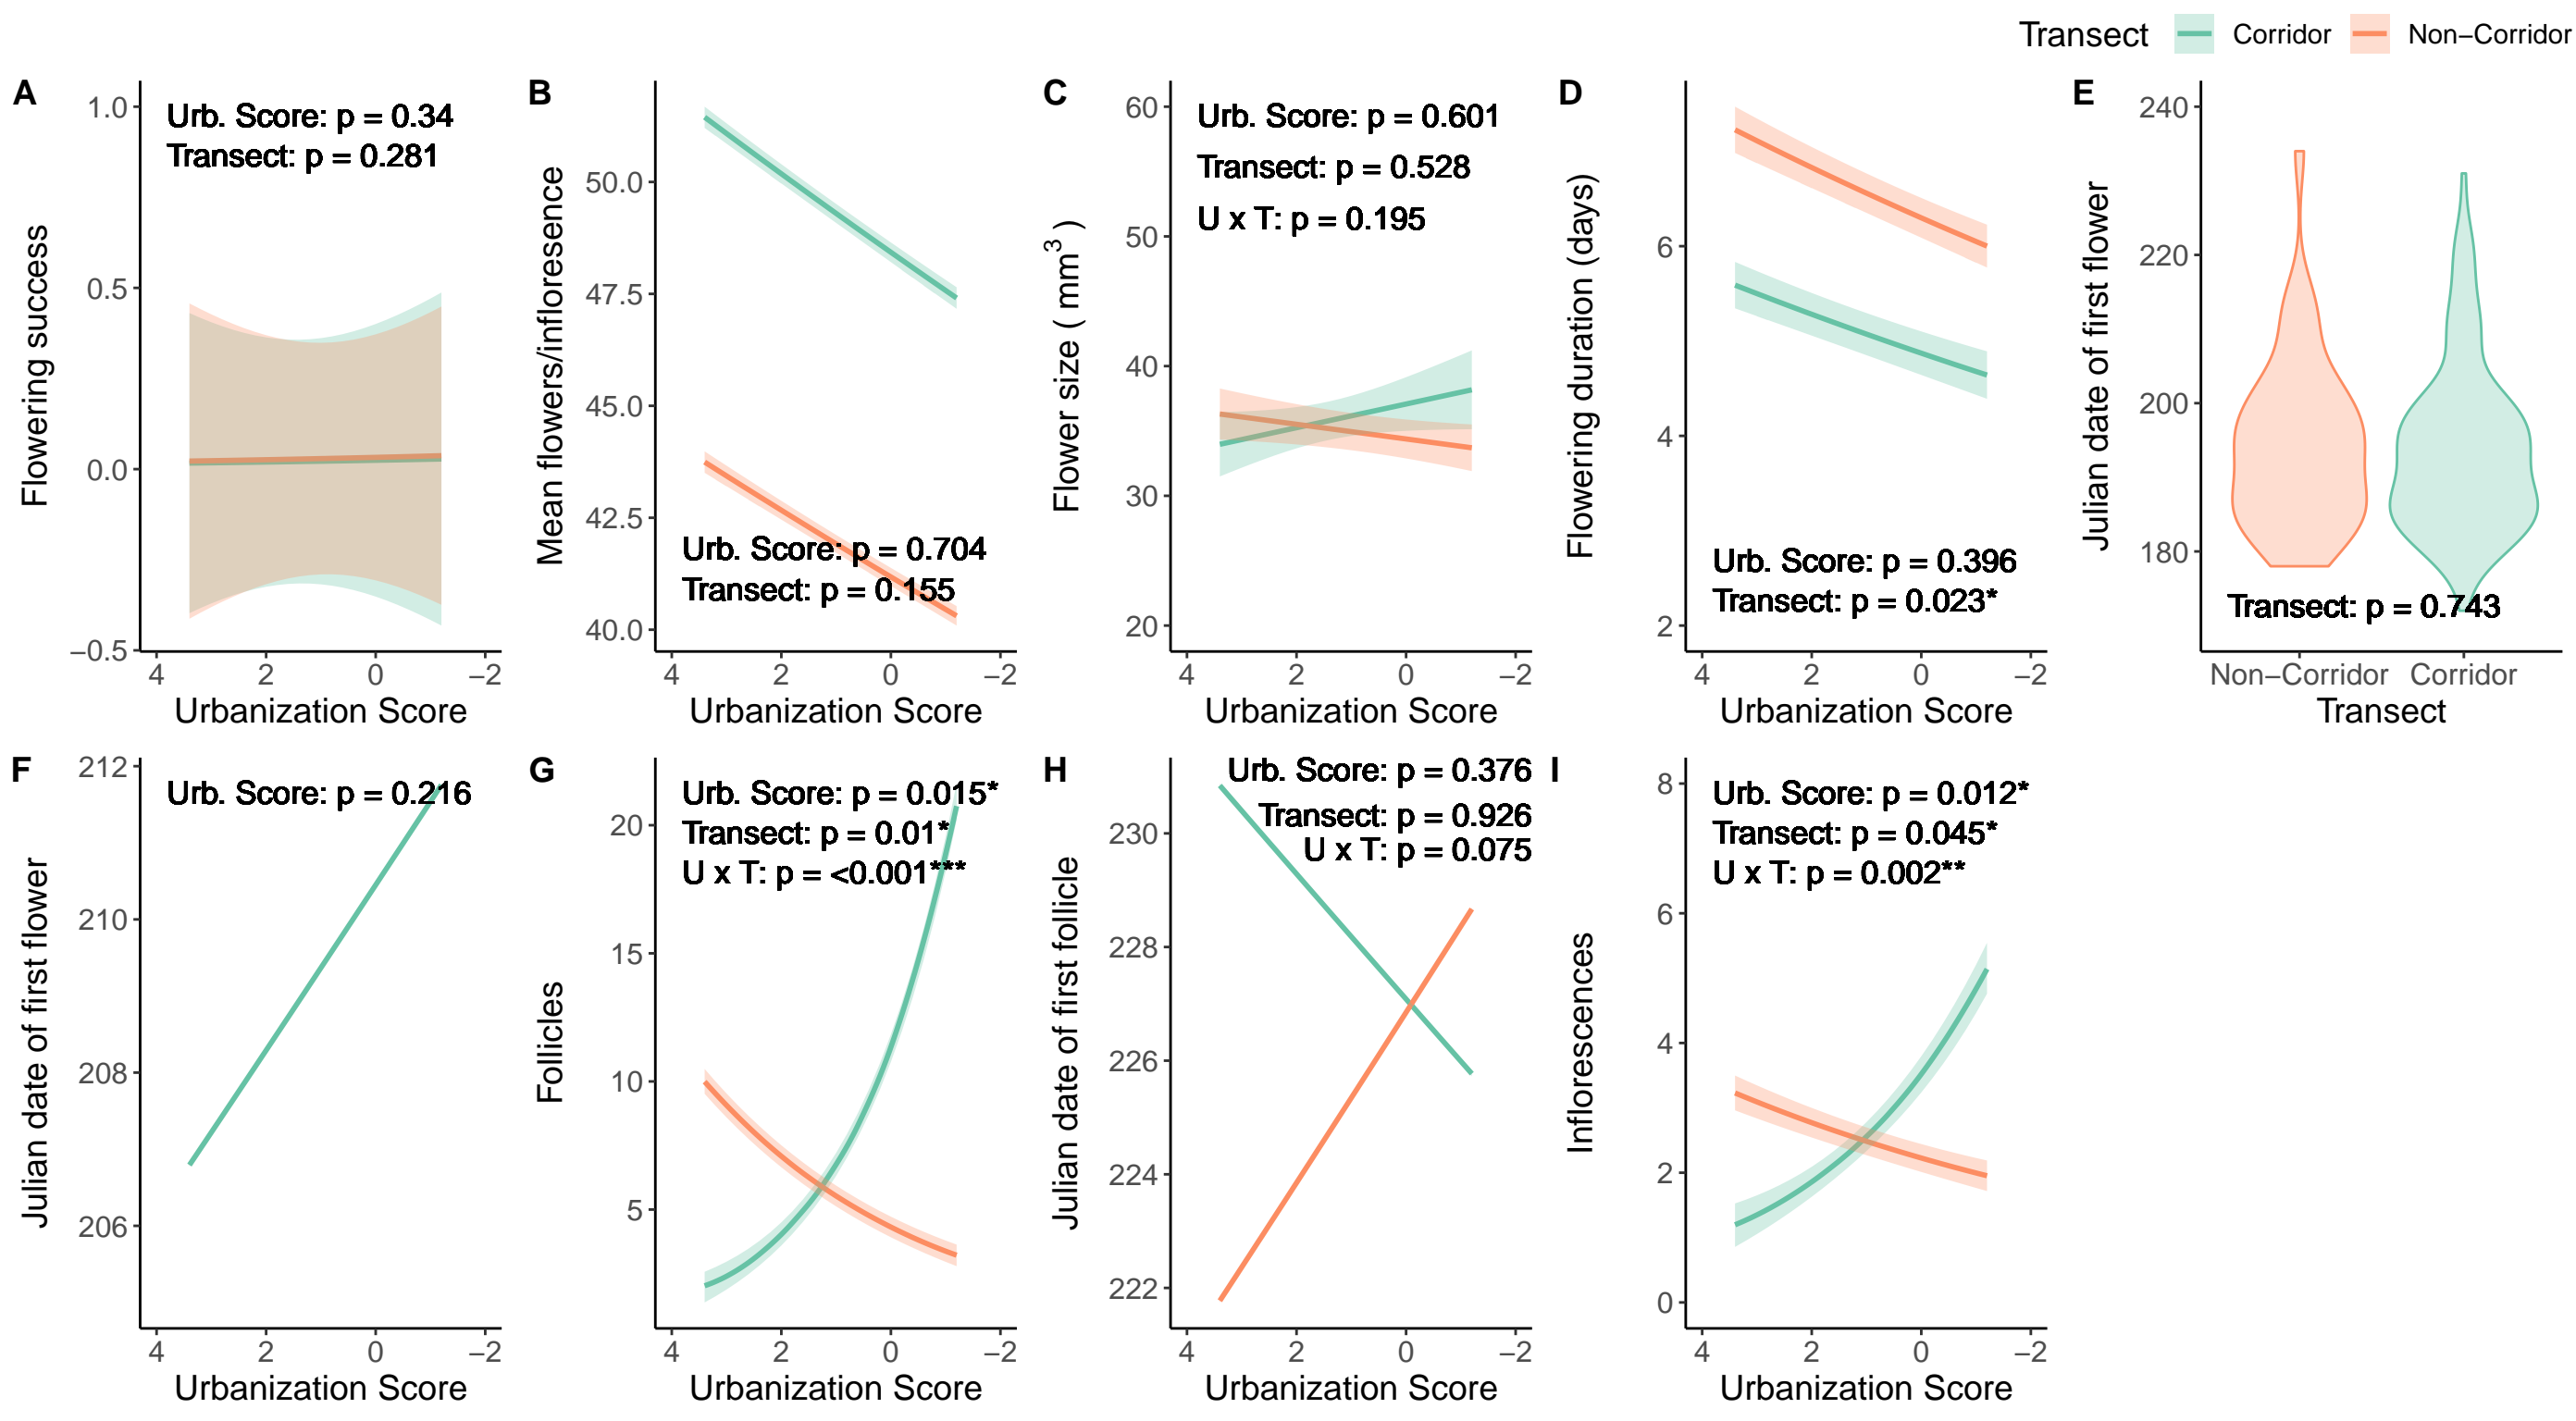 Transect Corridor Non−Corridor
A
1.0
0.5
0.0
−0.5
Flowering success
Urb. Score: p = 0.34
Transect: p = 0.281
4 2 0 −2
Urbanization Score
B
50.0
47.5
45.0
42.5
40.0
Mean flowers/infloresence
Urb. Score: p = 0.704
Transect: p = 0.155
4 2 0 −2
Urbanization Score
C
60
50
40
30
20
Flower size ( mm3 )
Urb. Score: p = 0.601
Transect: p = 0.528
U x T: p = 0.195
4 2 0 −2
Urbanization Score
D
6
4
2
Flowering duration (days)
Urb. Score: p = 0.396
Transect: p = 0.023*
4 2 0 −2
Urbanization Score
E
240
220
200
180
Julian date of first flower
Transect: p = 0.743
Non−Corridor Corridor
Transect
F
212
210
208
206
Julian date of first flower
Urb. Score: p = 0.216
4 2 0 −2
Urbanization Score
G
20
15
10
5
Follicles
Urb. Score: p = 0.015*
Transect: p = 0.01*
U x T: p = <0.001***
4 2 0 −2
Urbanization Score
H
230
228
226
224
222
Julian date of first follicle
Urb. Score: p = 0.376
Transect: p = 0.926
U x T: p = 0.075
4 2 0 −2
Urbanization Score
I
8
6
4
2
0
Inflorescences
Urb. Score: p = 0.012*
Transect: p = 0.045*
U x T: p = 0.002**
4 2 0 −2
Urbanization Score